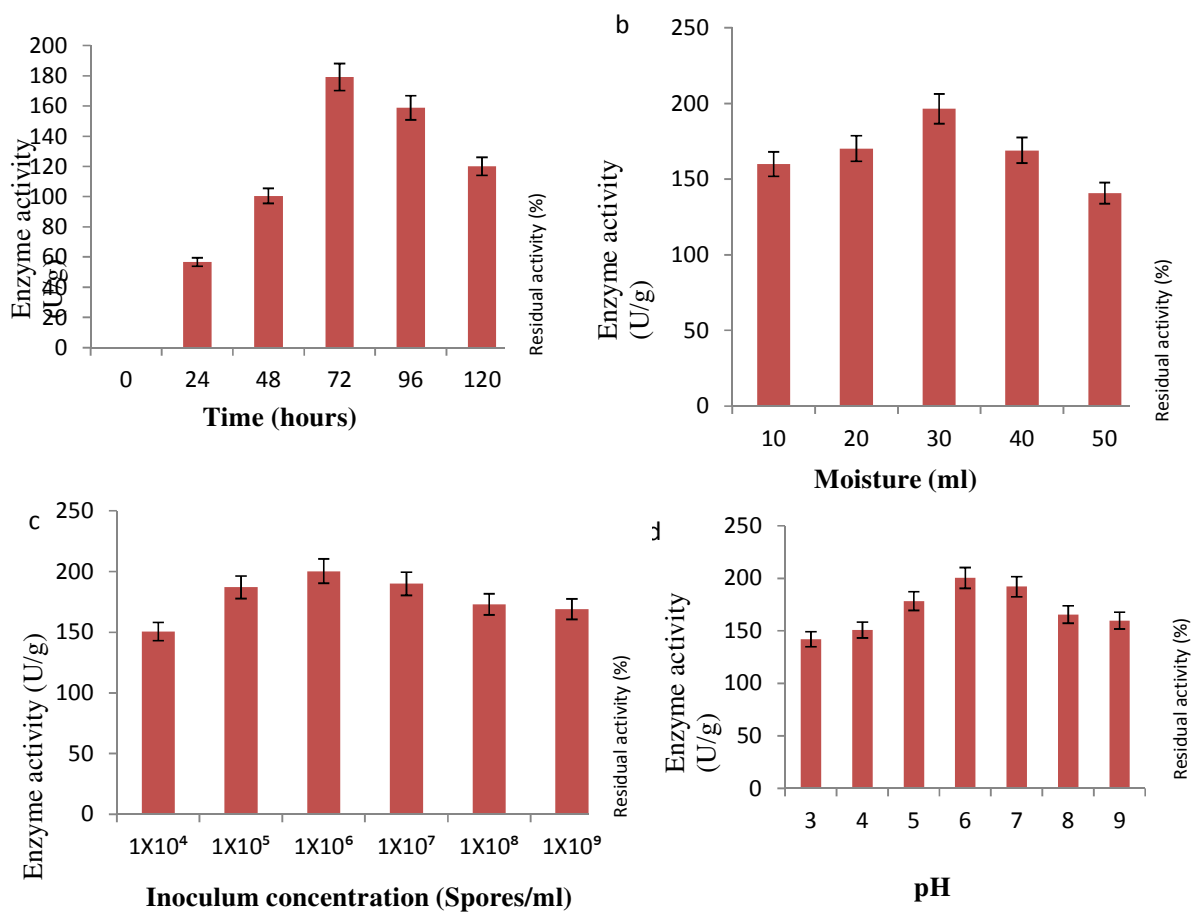 200
180
160
140
120
100
80
60
40
20
0
Enzyme activity
(U/g)
0 24 48 72 96 120
Time (hours)
Residual activity (%)
b
250
200
150
100
50
0
Enzyme activity
(U/g)
10 20 30 40 50
Moisture (ml)
Residual activity (%)
c
250
200
150
100
50
0
Enzyme activity (U/g)
1X10⁴ 1X10⁵ 1X10⁶ 1X10⁷ 1X10⁸ 1X10⁹
Inoculum concentration (Spores/ml)
Residual activity (%)
d
250
200
150
100
50
0
Enzyme activity
(U/g)
3 4 5 6 7 8 9
pH
Residual activity (%)